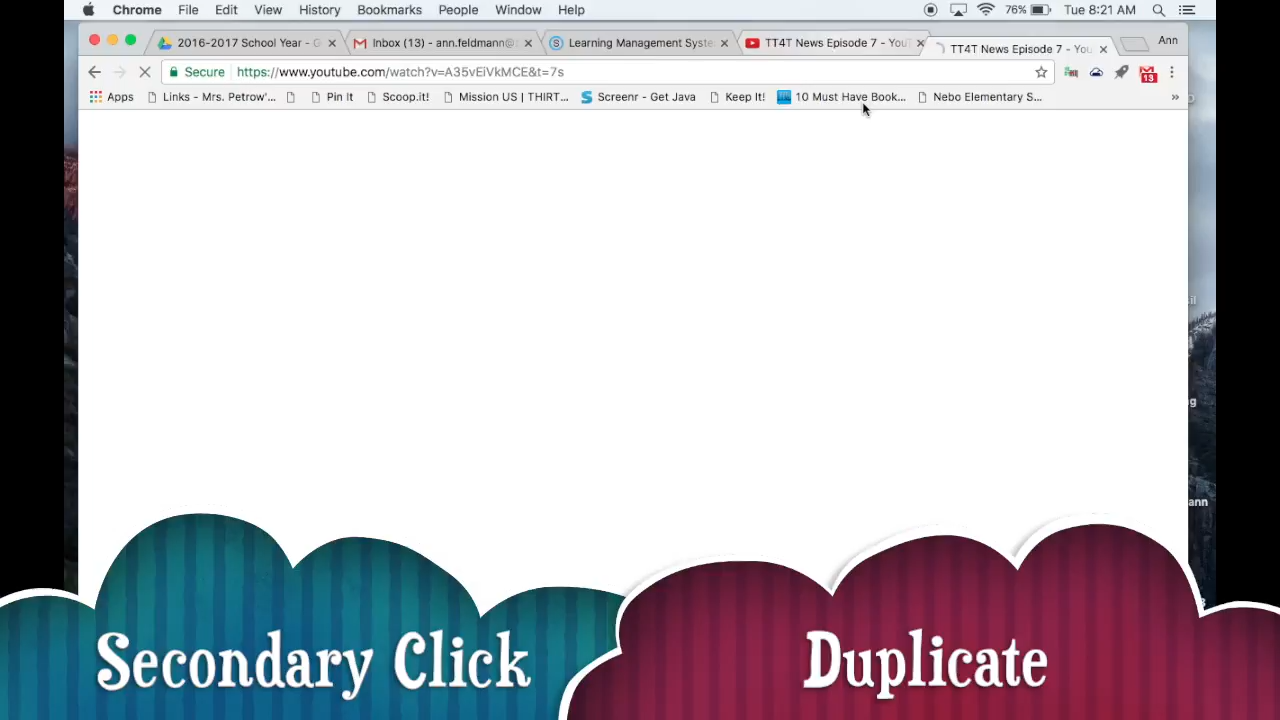 Chrome File Edit View History Bookmarks People Window Help 76% Tue 8:21 AM
2016-2017 School Year - G Inbox (13) - ann.feldmann@ Learning Management Syste TT4T News Episode 7 - YouT TT4T News Episode 7 - You Ann
Secure https://www.youtube.com/watch?v=A35vEiVkMCE&t=7s 13
Apps Links - Mrs. Petrow'... Pin It Scoop.it! Mission US | THIRT... Screenr - Get Java Keep It! 10 Must Have Book... Nebo Elementary S... »
ann
Secondary Click Duplicate